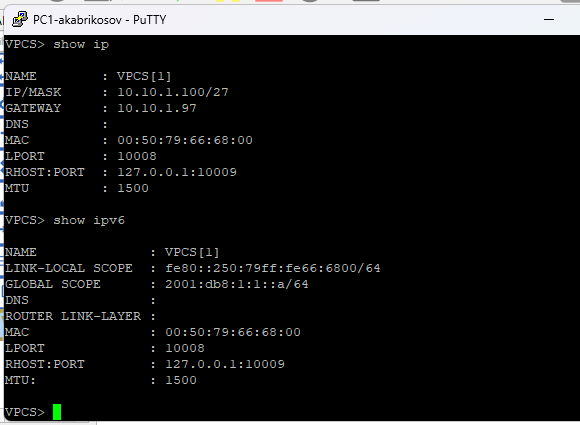 PC1-akabrikosov - PuTTY
VPCS> show ip
NAME : VPCS[1]
IP/MASK : 10.10.1.100/27
GATEWAY : 10.10.1.97
DNS :
MAC : 00:50:79:66:68:00
LPORT : 10008
RHOST:PORT : 127.0.0.1:10009
MTU : 1500
VPCS> show ipv6
NAME : VPCS[1]
LINK-LOCAL SCOPE : fe80::250:79ff:fe66:6800/64
GLOBAL SCOPE : 2001:db8:1:1::a/64
DNS :
ROUTER LINK-LAYER :
MAC : 00:50:79:66:68:00
LPORT : 10008
RHOST:PORT : 127.0.0.1:10009
MTU: : 1500
VPCS>